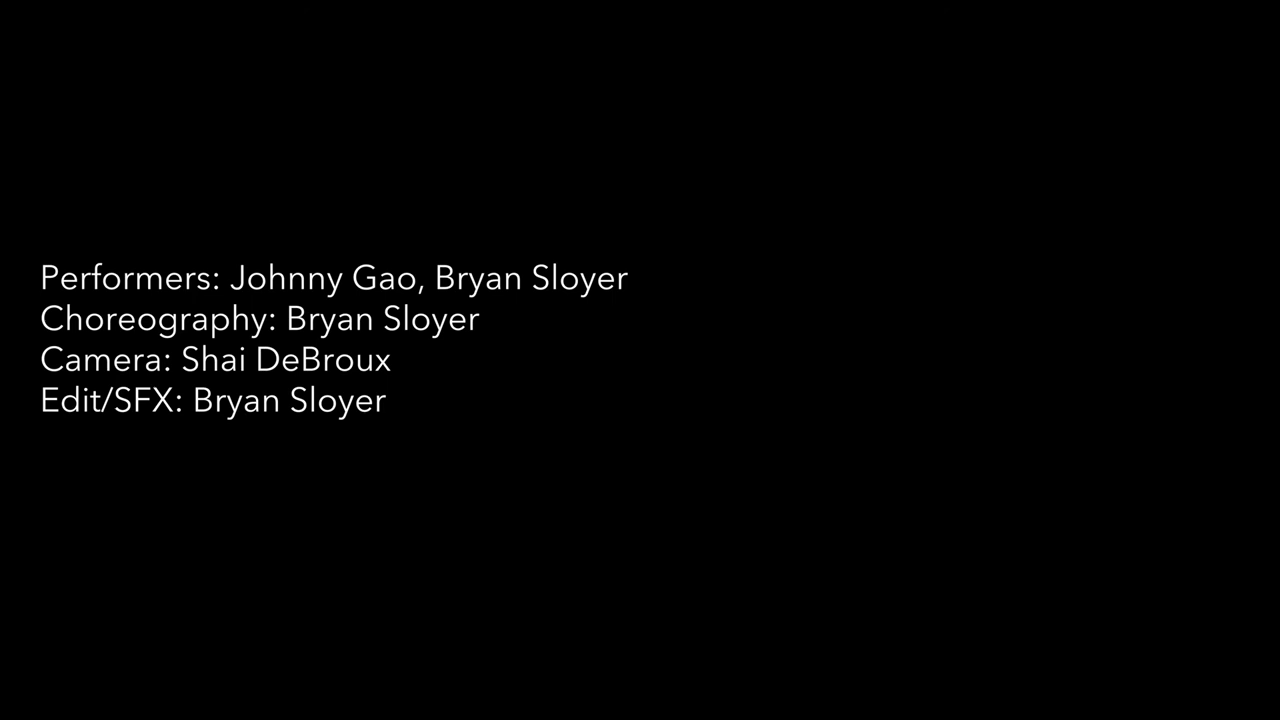 Performers: Johnny Gao, Bryan Sloyer
Choreography: Bryan Sloyer
Camera: Shai DeBroux
Edit/SFX: Bryan Sloyer